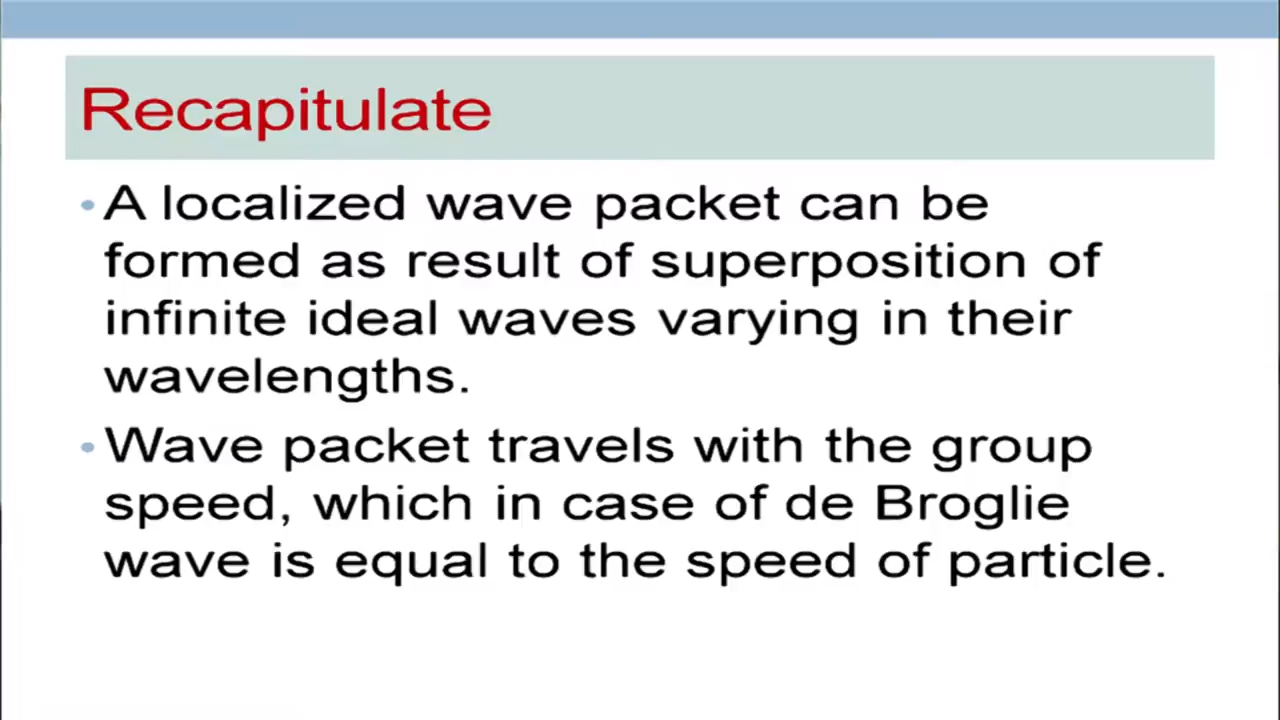 Recapitulate
• A localized wave packet can be
formed as result of superposition of
infinite ideal waves varying in their
wavelengths.
• Wave packet travels with the group
speed, which in case of de Broglie
wave is equal to the speed of particle.